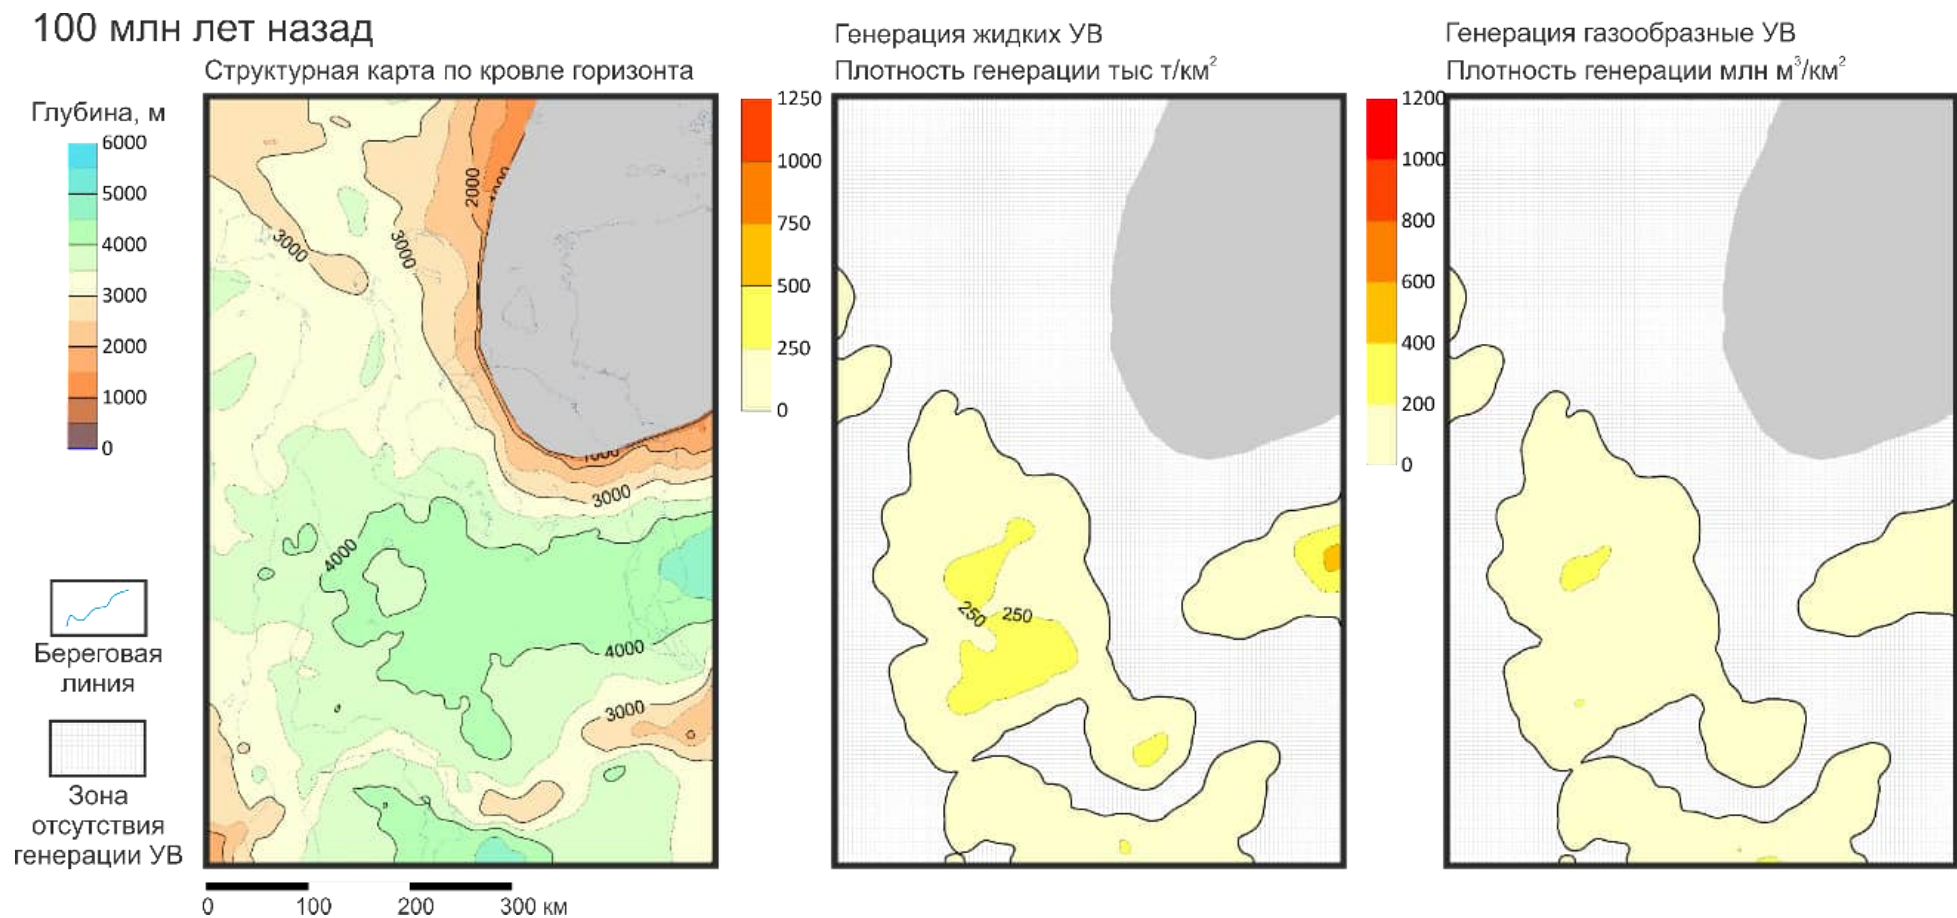 100 млн лет назад
Структурная карта по кровле горизонта
Глубина, м
6000
5000
4000
3000
2000
1000
0
Береговая
линия
Зона
отсутствия
генерации УВ
2000
1000
3000
3000
1000
3000
4000
4000
3000
0
100
200
300 км
Генерация жидких УВ
Плотность генерации тыс т/км²
1250
1000
750
500
250
0
250
250
Генерация газообразные УВ
Плотность генерации млн м³/км²
1200
1000
800
600
400
200
0